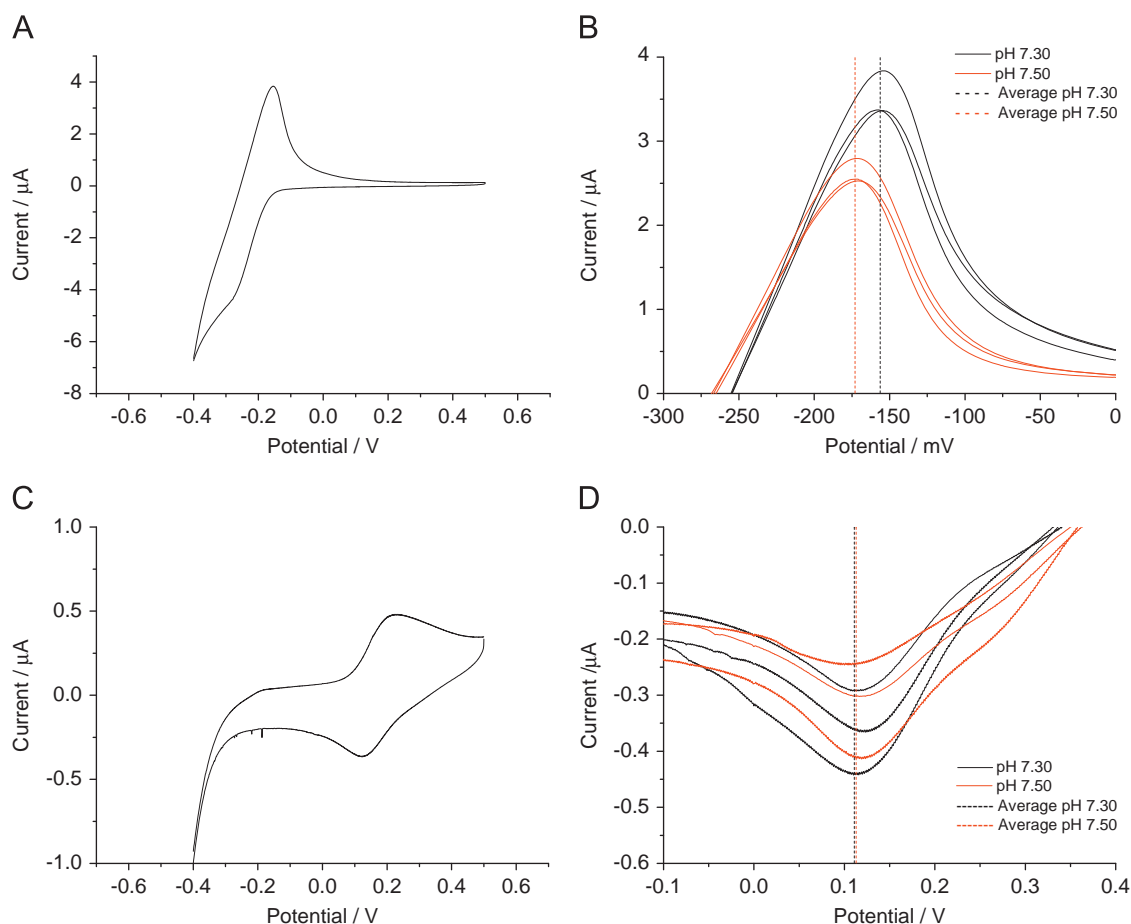 A
Current / µA
4
2
0
-2
-4
-6
-8
-0.6 -0.4 -0.2 0.0 0.2 0.4 0.6
Potential / V
B
Current / µA
4
3
2
1
0
-300 -250 -200 -150 -100 -50 0
Potential / mV
pH 7.30
pH 7.50
Average pH 7.30
Average pH 7.50
C
Current / µA
1.0
0.5
0.0
-0.5
-1.0
-0.6 -0.4 -0.2 0.0 0.2 0.4 0.6
Potential / V
D
Current /µA
0.0
-0.1
-0.2
-0.3
-0.4
-0.5
-0.6
-0.1 0.0 0.1 0.2 0.3 0.4
Potential / V
pH 7.30
pH 7.50
Average pH 7.30
Average pH 7.50